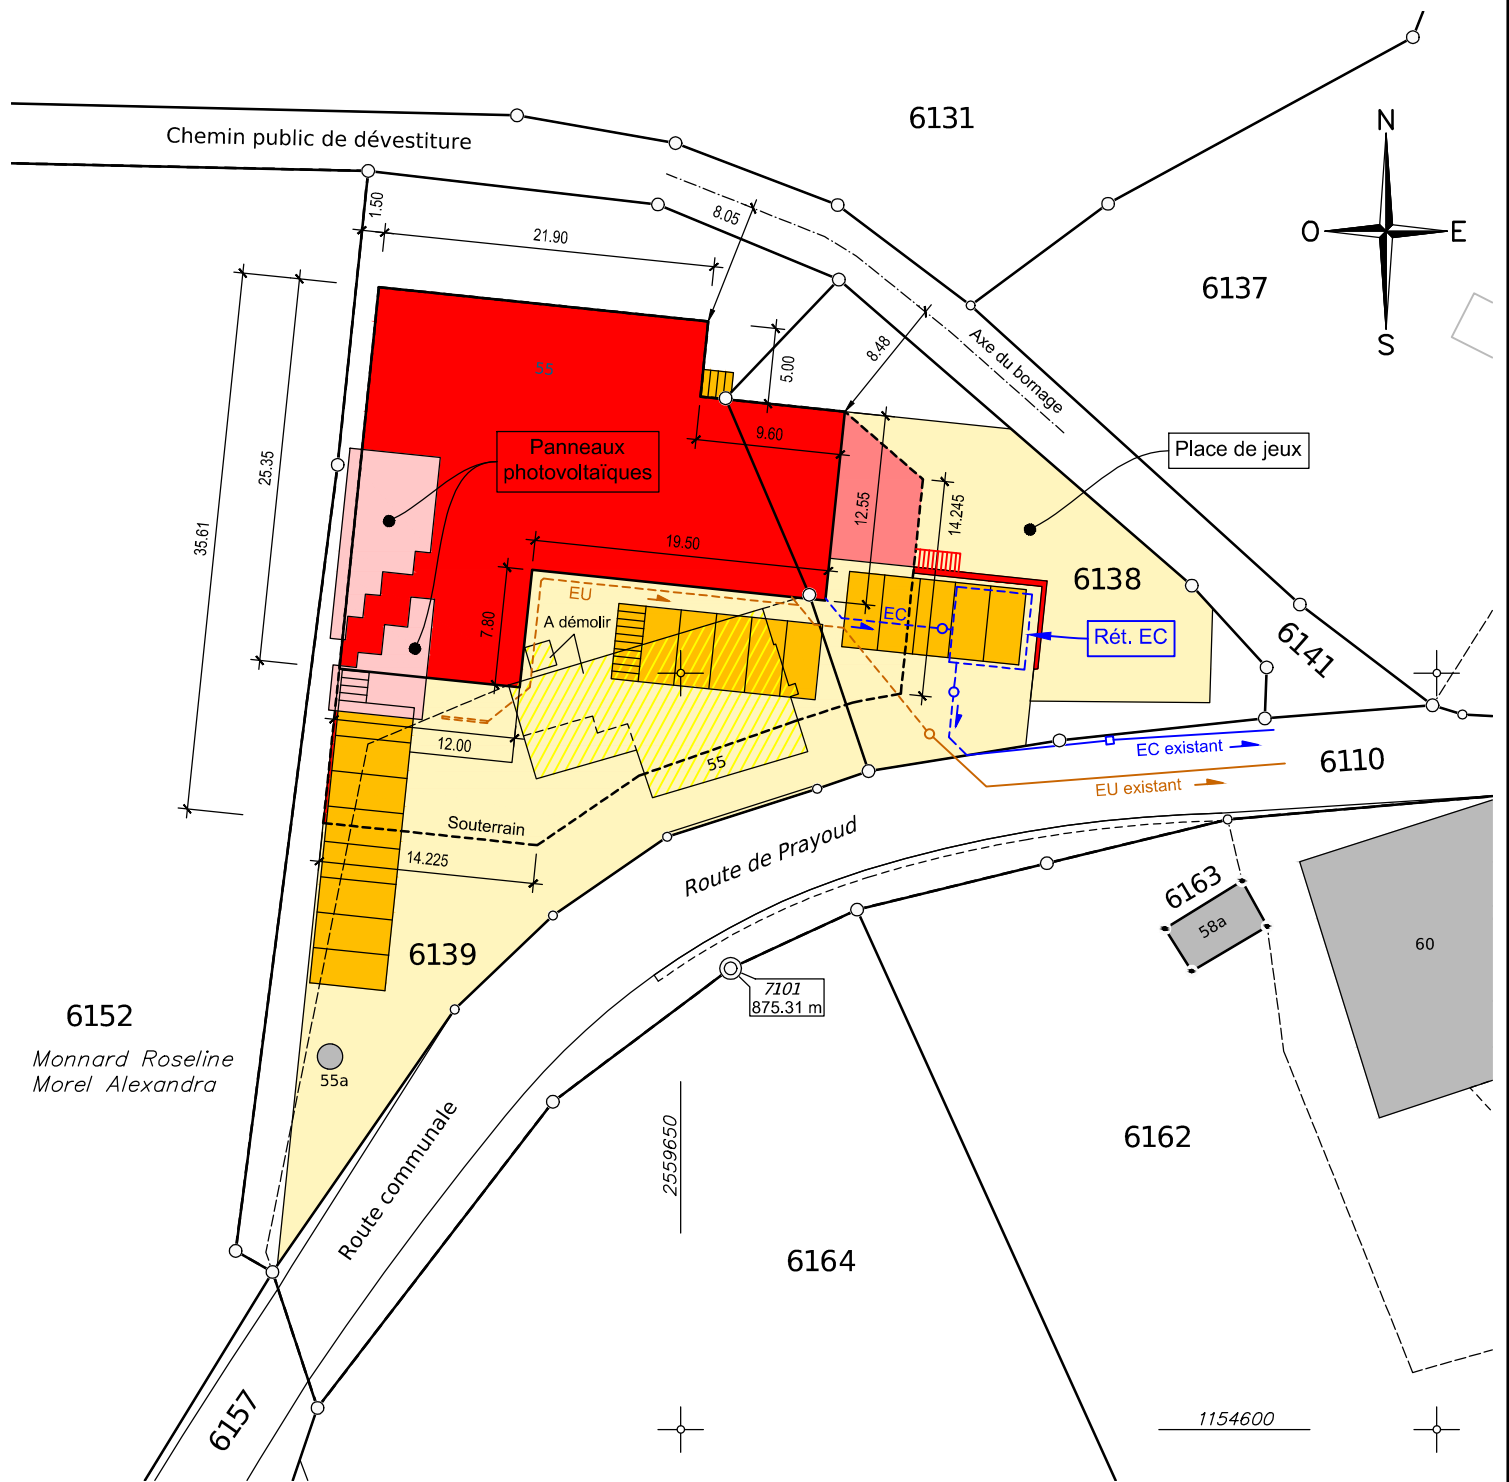 6131
N
O
E
S
Chemin public de dévestiture
1.50
21.90
8.05
6137
8.48
Axe du bornage
5.00
55
Panneaux
photovoltaïques
9.60
Place de jeux
25.35
35.61
12.55
14.245
19.50
7.80
EU
A démolir
EC
6138
Rét. EC
6141
12.00
55
EC existant
EU existant
6110
Souterrain
14.225
Route de Prayoud
6163
58a
60
6139
7101
875.31 m
6152
Monnard Roseline
Morel Alexandra
55a
Route communale
2559650
6162
6164
6157
1154600